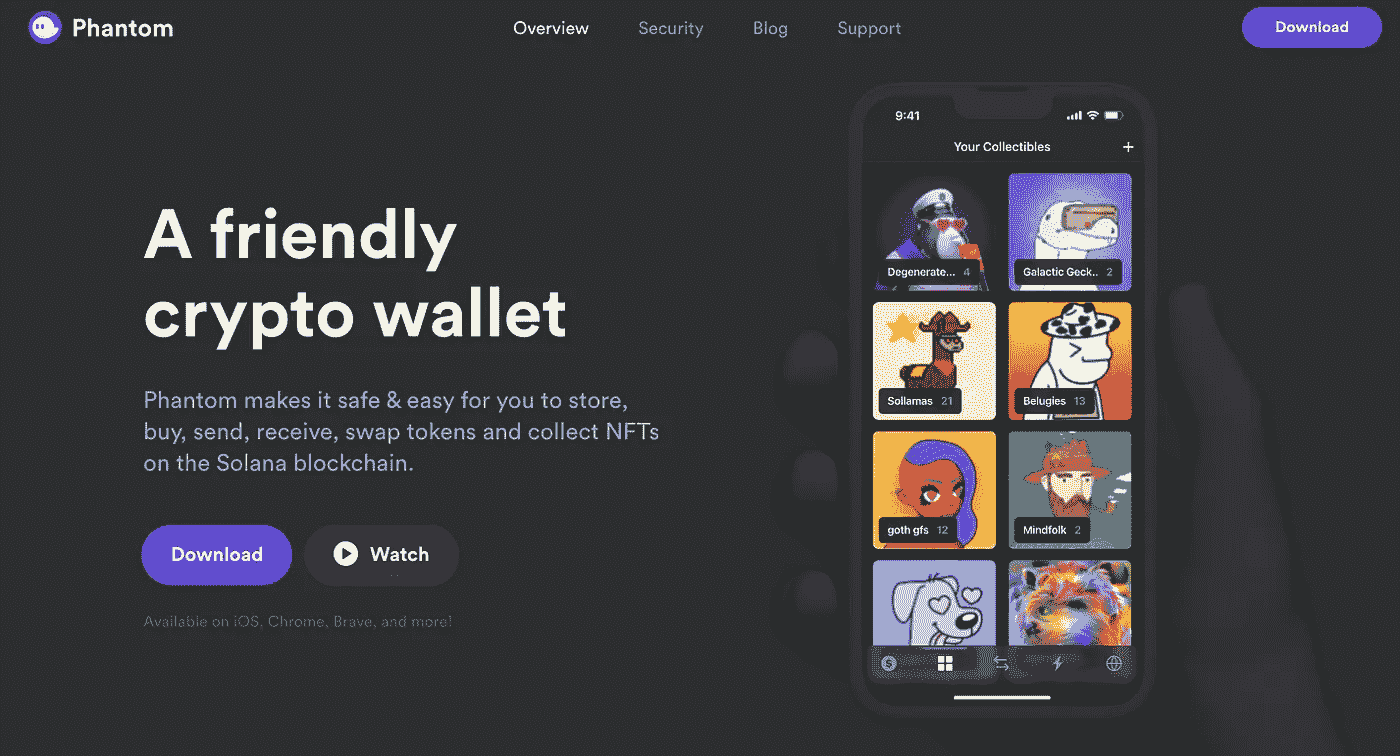 Phantom
Overview
Security
Blog
Support
Download
A friendly
crypto wallet
Phantom makes it safe & easy for you to store,
buy, send, receive, swap tokens and collect NFTs
on the Solana blockchain.
Download
Watch
Available on iOS, Chrome, Brave, and more!
9:41
Your Collectibles
+
Degenerate... 4
Galactic Geck.. 2
Sollamas 21
Belugies 13
goth gfs 12
Mindfolk 2